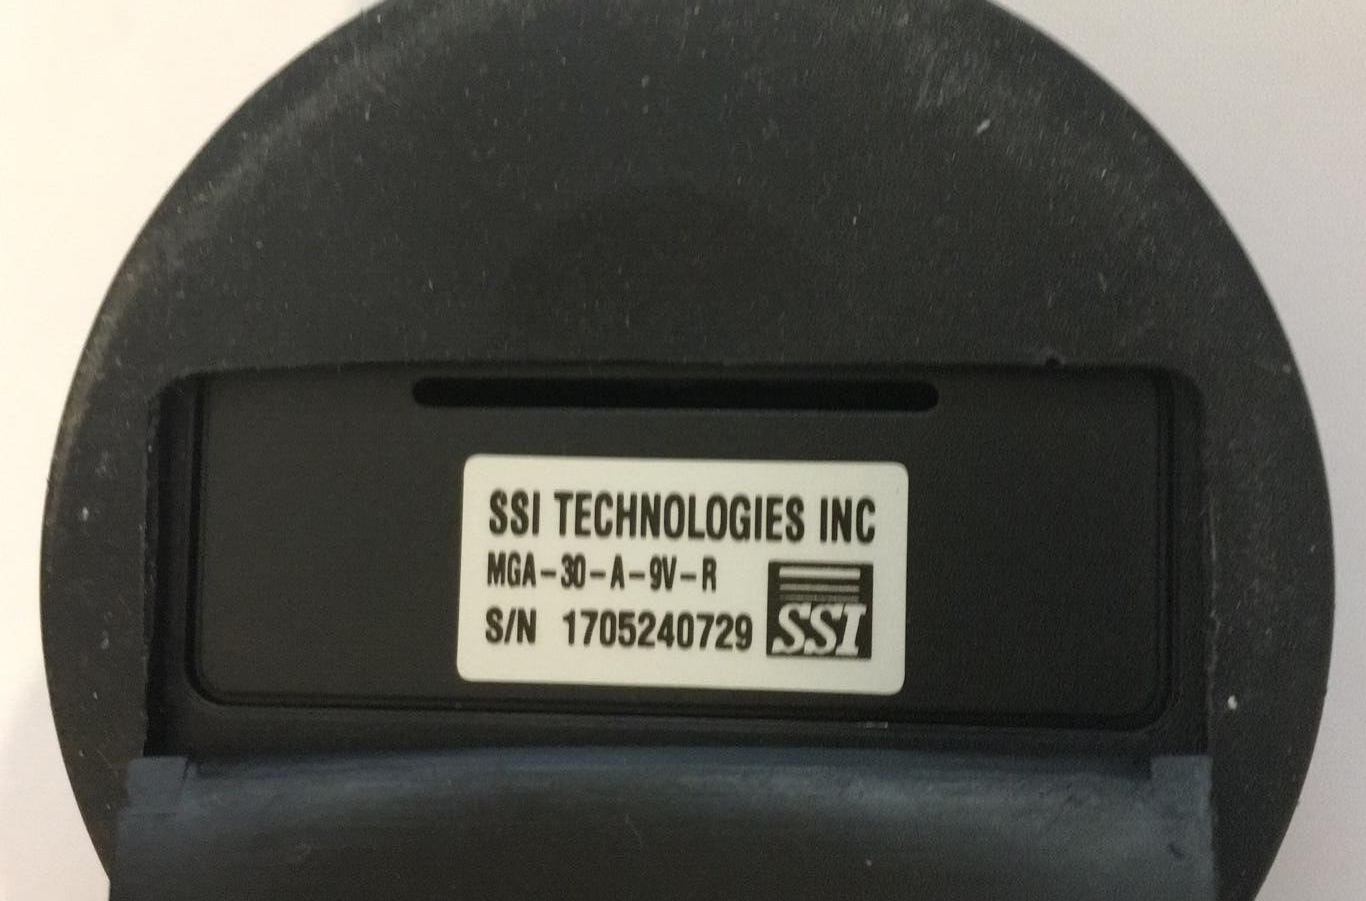 SSI TECHNOLOGIES INC
MGA-30-A-9V-R
S/N 1705240729
SSI